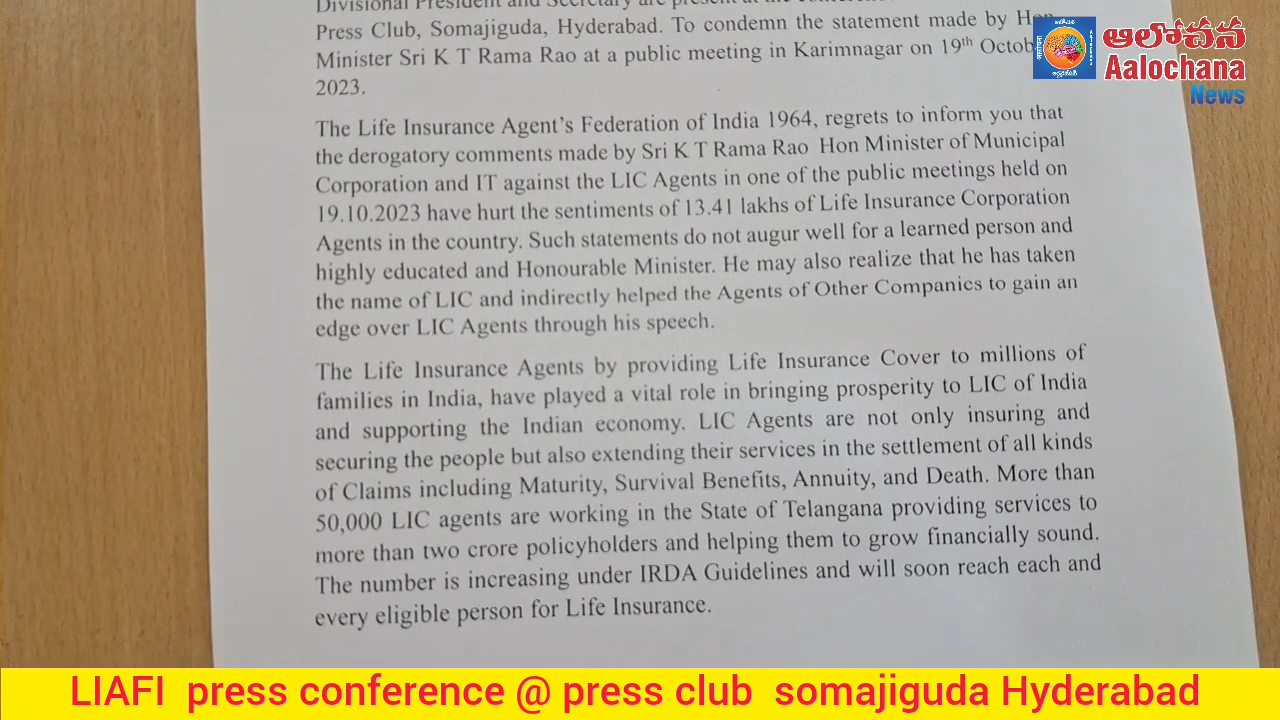 Divisional President and Secretary are present at the
Press Club, Somajiguda, Hyderabad. To condemn the statement made by Hon
Minister Sri K T Rama Rao at a public meeting in Karimnagar on 19th
2023.
The Life Insurance Agent's Federation of India 1964, regrets to inform you that
the derogatory comments made by Sri K T Rama Rao Hon Minister of Municipal
Corporation and IT against the LIC Agents in one of the public meetings held on
19.10.2023 have hurt the sentiments of 13.41 lakhs of Life Insurance Corporation
Agents in the country. Such statements do not augur well for a learned person and
highly educated and Honourable Minister. He may also realize that he has taken
the name of LIC and indirectly helped the Agents of Other Companics to gain an
edge over LIC Agents through his speech.
The Life Insurance Agents by providing Life Insurance Cover to millions of
families in India, have played a vital role in bringing prosperity to LIC of India
and supporting the Indian economy. LIC Agents are not only insuring and
securing the people but also extending their services in the settlement of all kinds
of Claims including Maturity, Survival Benefits, Annuity, and Death. More than
50,000 LIC agents are working in the State of Telangana providing services to
more than two crore policyholders and helping them to grow financially sound.
The number is increasing under IRDA Guidelines and will soon reach each and
every eligible person for Life Insurance.
ఆలోచన
Aalochana
News
LIAFI press conference @ press club somajiguda Hyderabad